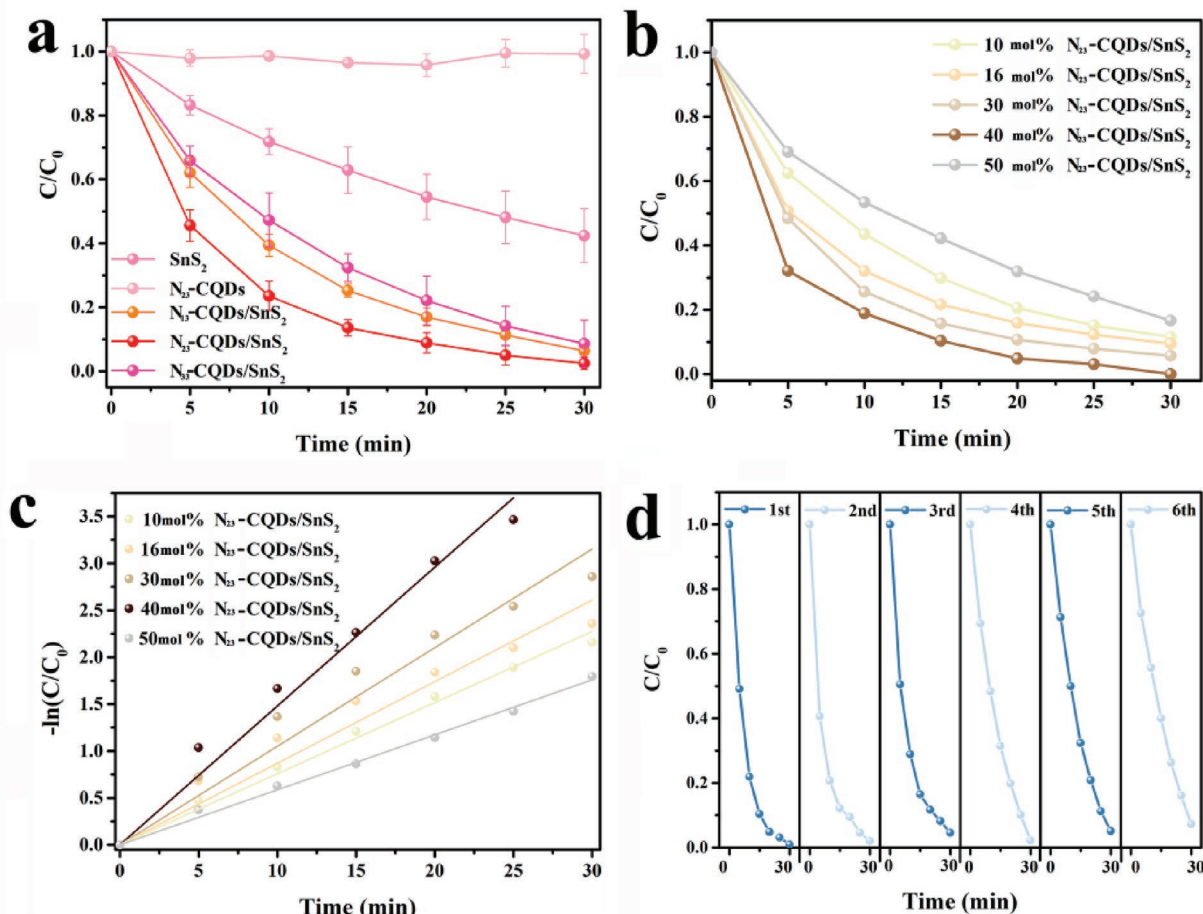 a
1.0
0.8
0.6
0.4
0.2
0.0
C/C₀
SnS₂
N₂₃-CQDs
N₁₃-CQDs/SnS₂
N₂₃-CQDs/SnS₂
N₃₃-CQDs/SnS₂
0 5 10 15 20 25 30
Time (min)
b
1.0
0.8
0.6
0.4
0.2
0.0
C/C₀
10 mol% N₂₃-CQDs/SnS₂
16 mol% N₂₃-CQDs/SnS₂
30 mol% N₂₃-CQDs/SnS₂
40 mol% N₂₃-CQDs/SnS₂
50 mol% N₂₃-CQDs/SnS₂
0 5 10 15 20 25 30
Time (min)
c
3.5
3.0
2.5
2.0
1.5
1.0
0.5
0.0
-ln(C/C₀)
10mol% N₂₃-CQDs/SnS₂
16mol% N₂₃-CQDs/SnS₂
30mol% N₂₃-CQDs/SnS₂
40mol% N₂₃-CQDs/SnS₂
50mol % N₂₃-CQDs/SnS₂
0 5 10 15 20 25 30
Time (min)
d
1.0
0.8
0.6
0.4
0.2
0.0
C/C₀
1st 2nd 3rd 4th 5th 6th
0 30 0 30 0 30 0 30 0 30 0 30
Time (min)